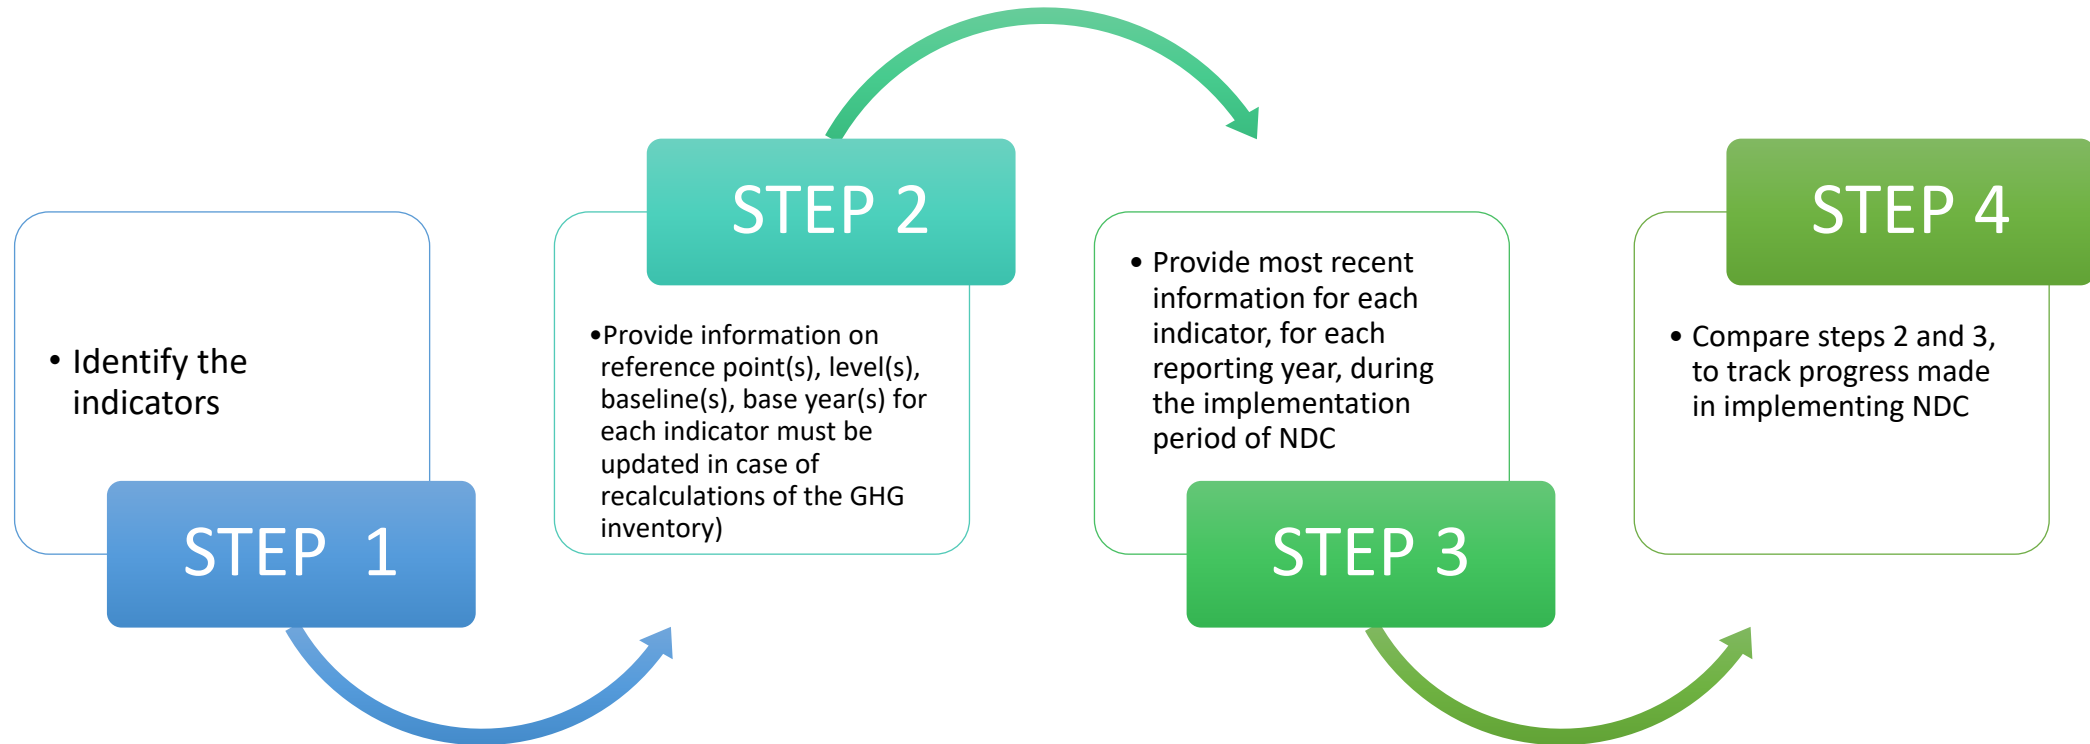 • Identify the
indicators
STEP 1
STEP 2
•Provide information on
reference point(s), level(s),
baseline(s), base year(s) for
each indicator must be
updated in case of
recalculations of the GHG
inventory)
• Provide most recent
information for each
indicator, for each
reporting year, during
the implementation
period of NDC
STEP 3
STEP 4
• Compare steps 2 and 3,
to track progress made
in implementing NDC